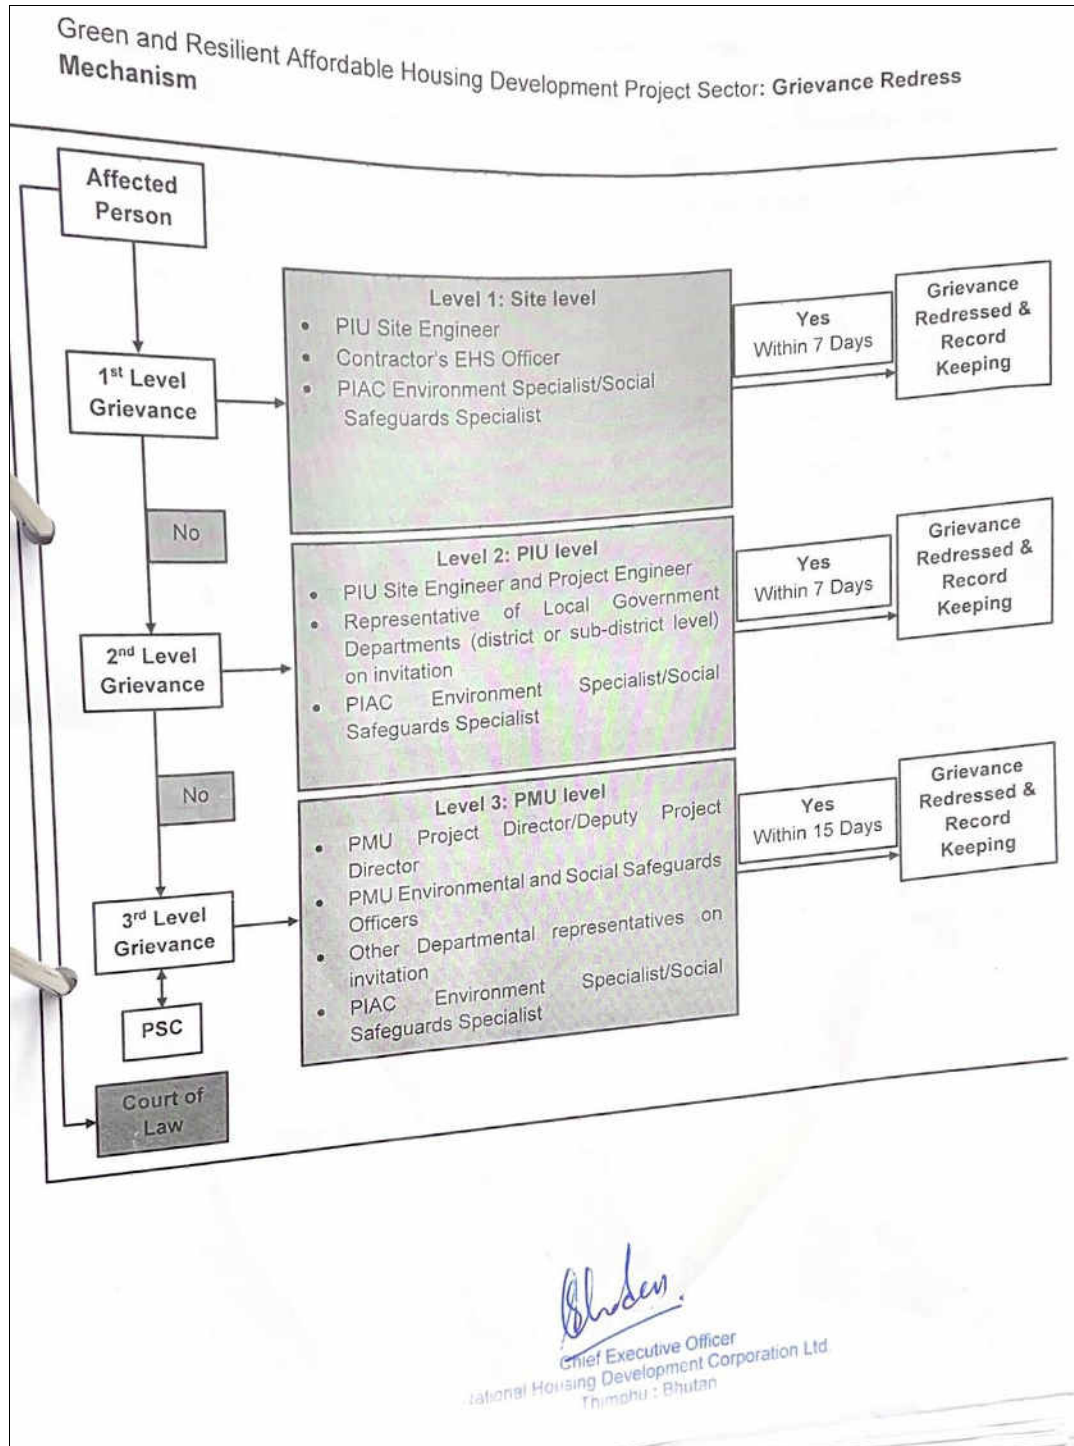 Green and Resilient Affordable Housing Development Project Sector: Grievance Redress
Mechanism
Affected
Person
1st Level
Grievance
Level 1: Site level
• PIU Site Engineer
• Contractor's EHS Officer
• PIAC Environment Specialist/Social
Safeguards Specialist
Yes
Within 7 Days
Grievance
Redressed &
Record
Keeping
No
2nd Level
Grievance
Level 2: PIU level
• PIU Site Engineer and Project Engineer
• Representative of Local Government
Departments (district or sub-district level)
on invitation
• PIAC Environment Specialist/Social
Safeguards Specialist
Yes
Within 7 Days
Grievance
Redressed &
Record
Keeping
No
3rd Level
Grievance
Level 3: PMU level
• PMU Project Director/Deputy Project
Director
• PMU Environmental and Social Safeguards
Officers
• Other Departmental representatives on
invitation
• PIAC Environment Specialist/Social
Safeguards Specialist
Yes
Within 15 Days
Grievance
Redressed &
Record
Keeping
PSC
Court of
Law
Chief Executive Officer
Housing Development Corporation Ltd
Thimphu : Bhutan